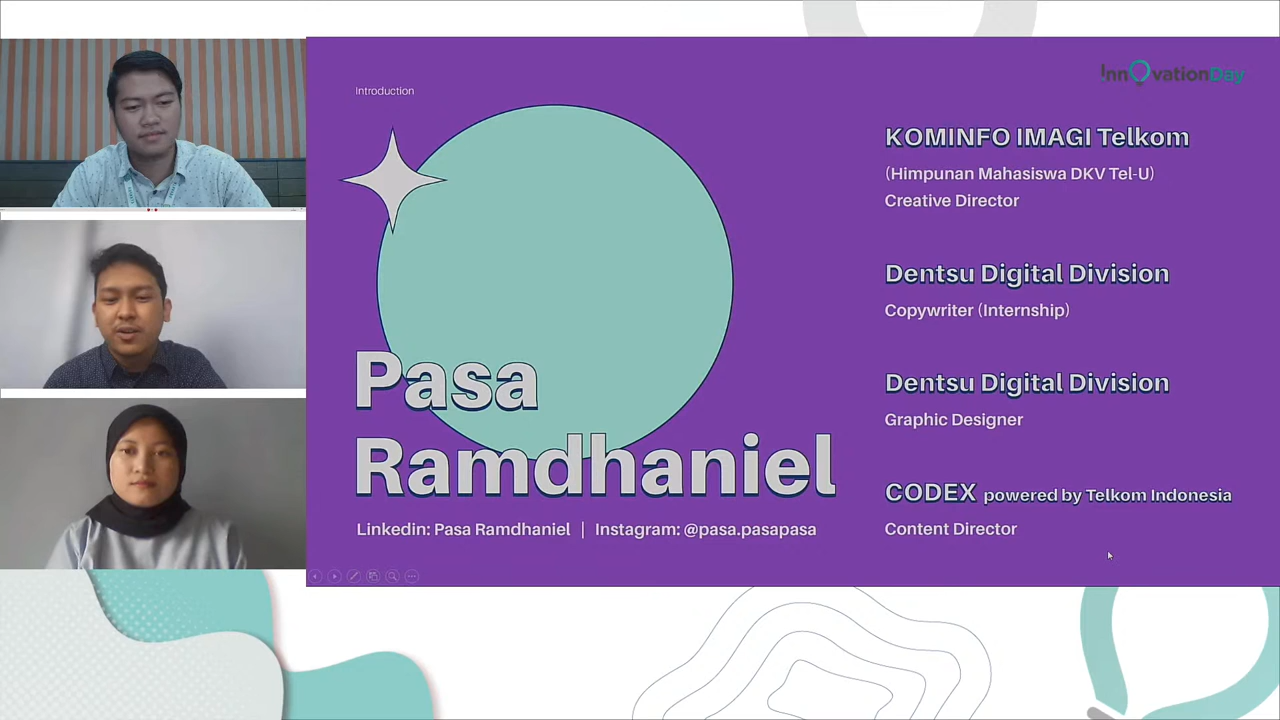 Introduction
InnOvationDay
Pasa
Ramdhaniel
Linkedin: Pasa Ramdhaniel | Instagram: @pasa.pasapasa
KOMINFO IMAGI Telkom
(Himpunan Mahasiswa DKV Tel-U)
Creative Director
Dentsu Digital Division
Copywriter (Internship)
Dentsu Digital Division
Graphic Designer
CODEX powered by Telkom Indonesia
Content Director